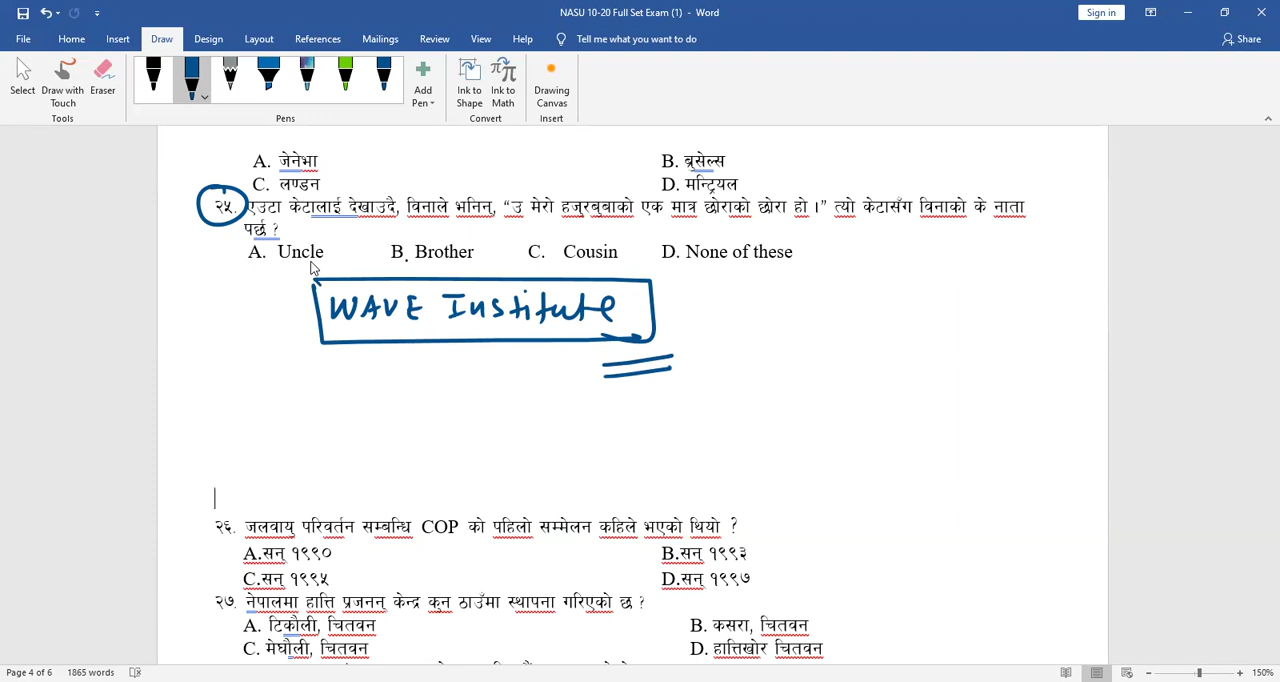 NASU 10-20 Full Set Exam (1) - Word
Sign in
File Home Insert Draw Design Layout References Mailings Review View Help Tell me what you want to do Share
Select Draw with Touch Eraser Add Pen Ink to Shape Ink to Math Drawing Canvas
Tools Pens Convert Insert
A. जेनेभा B. ब्रुसेल्स
C. लण्डन D. मन्ट्रियल
२५. एउटा केटालाई देखाउदै, विनाले भनिन्, “उ मेरो हजुरबुबाको एक मात्र छोराको छोरा हो ।” त्यो केटासँग विनाको के नाता
पर्छ ?
A. Uncle B. Brother C. Cousin D. None of these
WAVE Institute
२६. जलवायु परिवर्तन सम्बन्धि COP को पहिलो सम्मेलन कहिले भएको थियो ?
A.सन् १९९० B.सन् १९९३
C.सन् १९९५ D.सन् १९९७
२७. नेपालमा हात्ति प्रजनन् केन्द्र कुन ठाउँमा स्थापना गरिएको छ ?
A. टिकौली, चितवन B. कसरा, चितवन
C. मेघौली, चितवन D. हात्तिखोर चितवन
Page 4 of 6 1865 words 150%